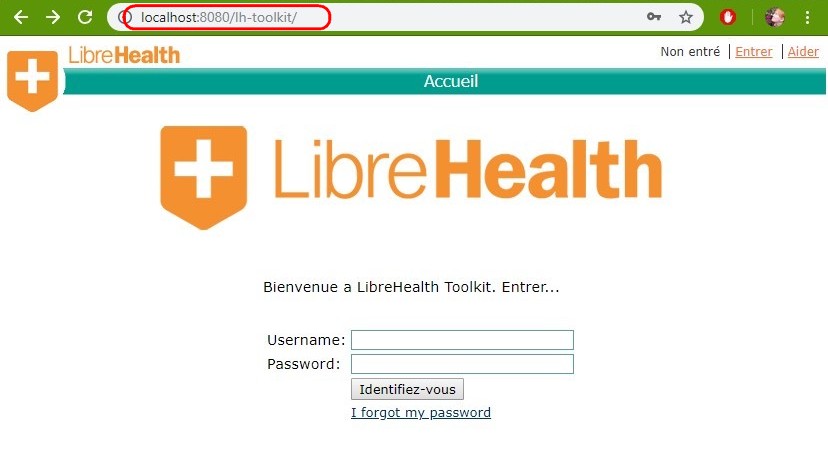 localhost:8080/lh-toolkit/
LibreHealth
Non entré | Entrer | Aider
Accueil
LibreHealth
Bienvenue a LibreHealth Toolkit. Entrer...
Username:
Password:
Identifiez-vous
I forgot my password